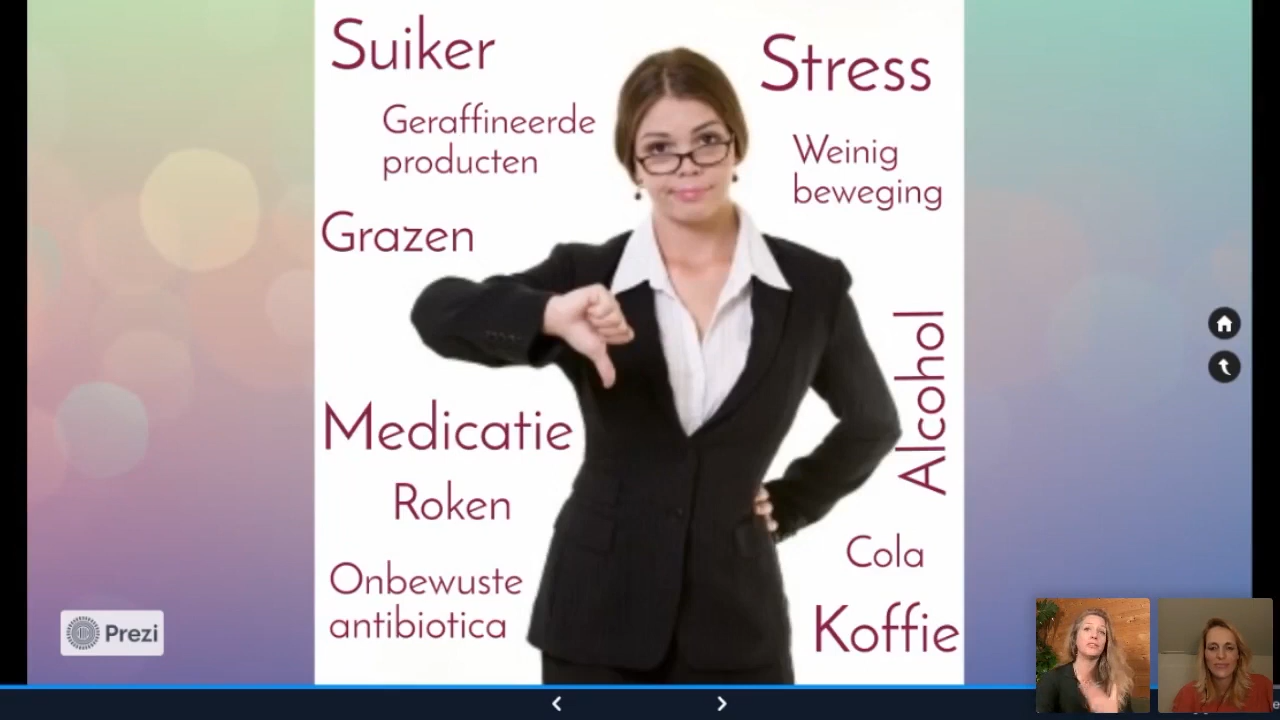 Suiker
Geraffineerde
producten
Grazen
Medicatie
Roken
Onbewuste
antibiotica
Stress
Weinig
beweging
Alcohol
Cola
Koffie
Prezi